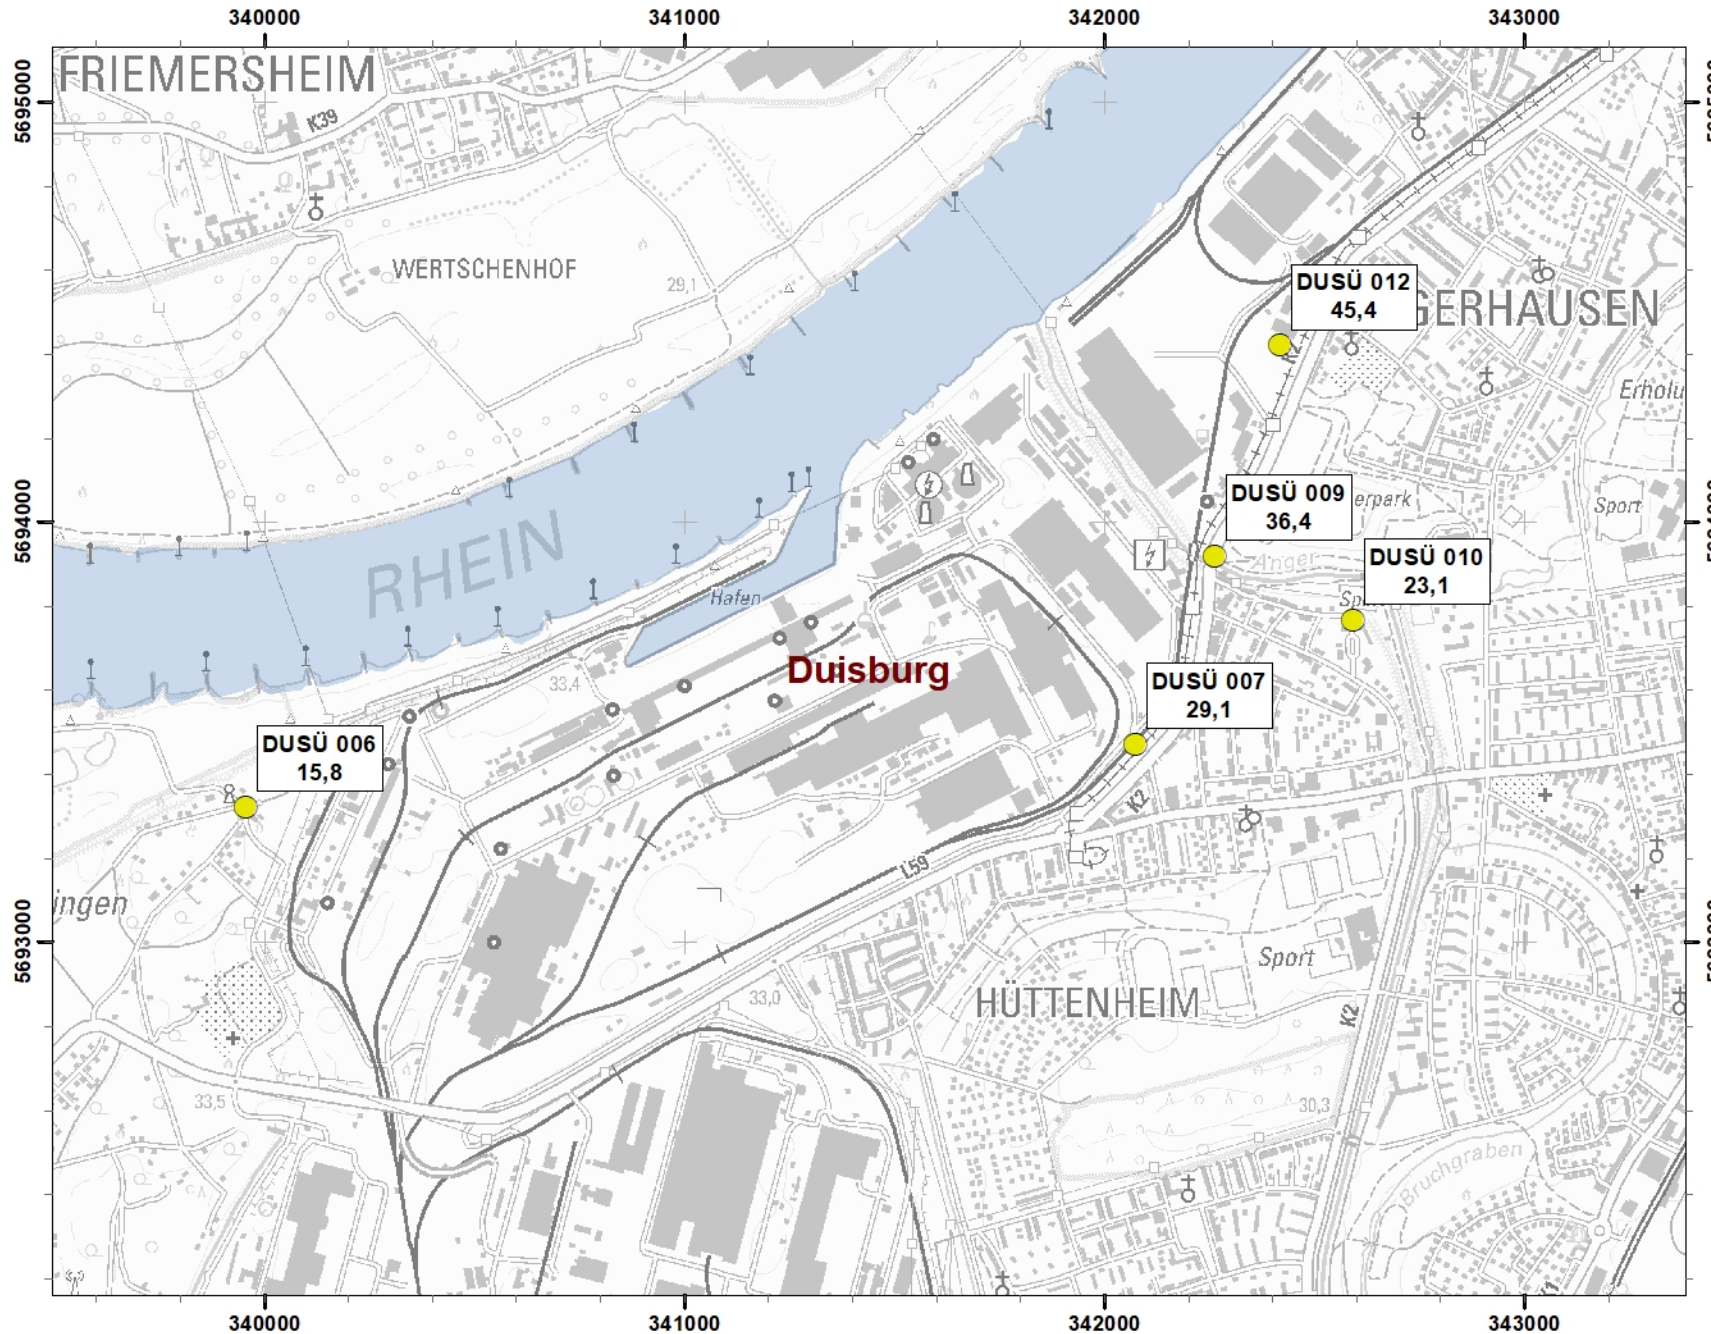 340000
341000
342000
343000
FRIEMERSHEIM
5695000
K39
WERTSCHENHOF
29,1
DUSÜ 012
45,4
GERHAUSEN
Erholu
DUSÜ 009
36,4
erpark
Sport
5694000
RHEIN
Anger
DUSÜ 010
23,1
Hafen
Duisburg
33,4
DUSÜ 007
29,1
DUSÜ 006
15,8
K2
L59
ingen
5693000
Sport
HÜTTENHEIM
33,0
K2
33,5
30,3
Bruchgraben
340000
341000
342000
343000